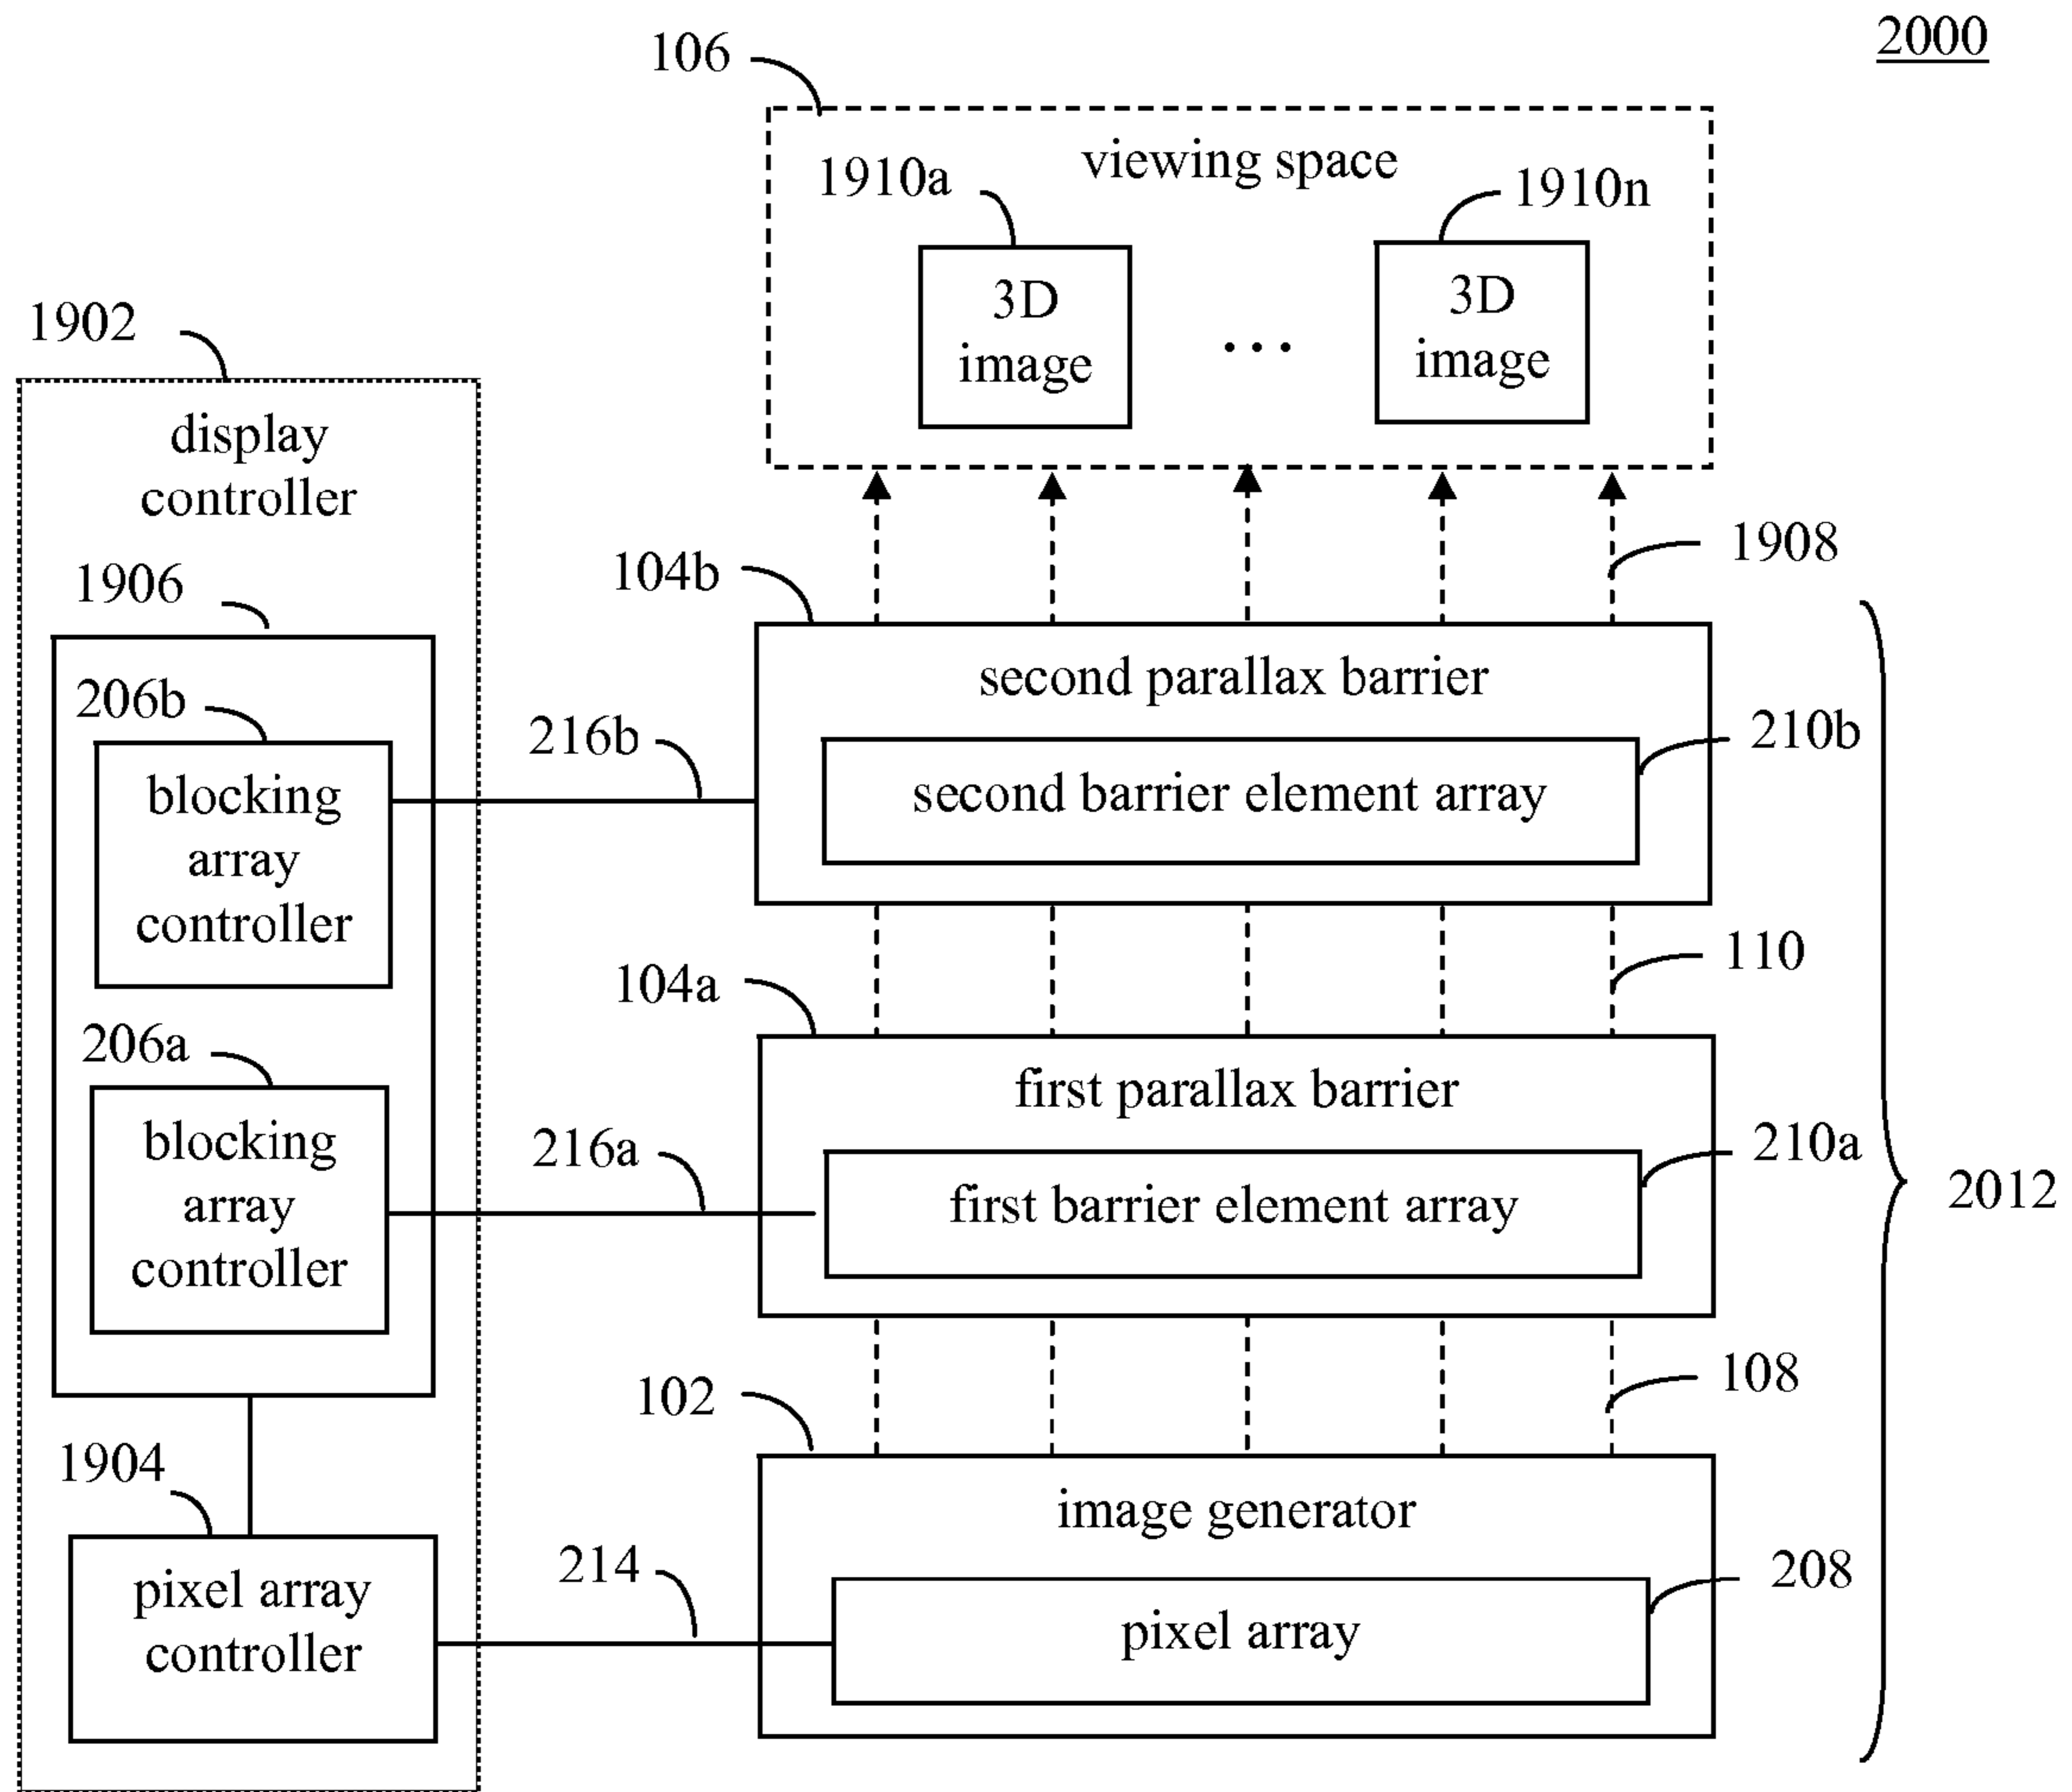 2000
106
viewing space
1910a
1910n
3D
image
...
3D
image
1902
display
controller
1908
104b
1906
second parallax barrier
206b
216b
210b
blocking
array
controller
second barrier element array
110
104a
206a
first parallax barrier
blocking
array
controller
216a
210a
first barrier element array
2012
108
102
1904
image generator
pixel array
controller
214
208
pixel array